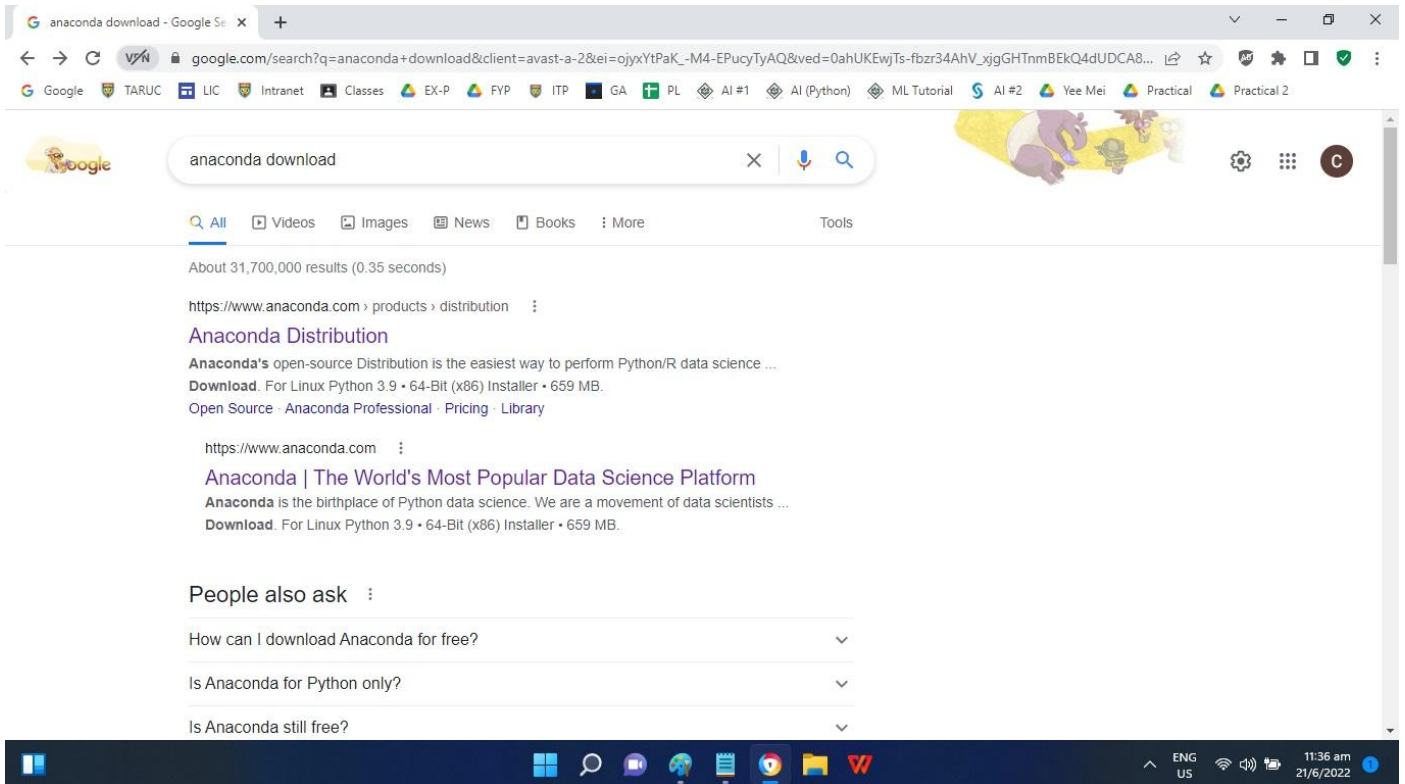 anaconda download - Google Se
google.com/search?q=anaconda+download&client=avast-a-2&ei=ojyxYtPaK_-M4-EPucyTyAQ&ved=0ahUKEwjTs-fbzr34AhV_xjgGHTnmBEkQ4dUDCA8...
Google TARUC LIC Intranet Classes EX-P FYP ITP GA PL AI #1 AI (Python) ML Tutorial AI #2 Yee Mei Practical Practical 2
Google anaconda download C
All Videos Images News Books More Tools
About 31,700,000 results (0.35 seconds)
https://www.anaconda.com › products › distribution
Anaconda Distribution
Anaconda's open-source Distribution is the easiest way to perform Python/R data science ...
Download. For Linux Python 3.9 • 64-Bit (x86) Installer • 659 MB.
Open Source · Anaconda Professional · Pricing · Library
https://www.anaconda.com
Anaconda | The World's Most Popular Data Science Platform
Anaconda is the birthplace of Python data science. We are a movement of data scientists ...
Download. For Linux Python 3.9 • 64-Bit (x86) Installer • 659 MB.
People also ask
How can I download Anaconda for free?
Is Anaconda for Python only?
Is Anaconda still free?
ENG 11:36 am
US 21/6/2022 1